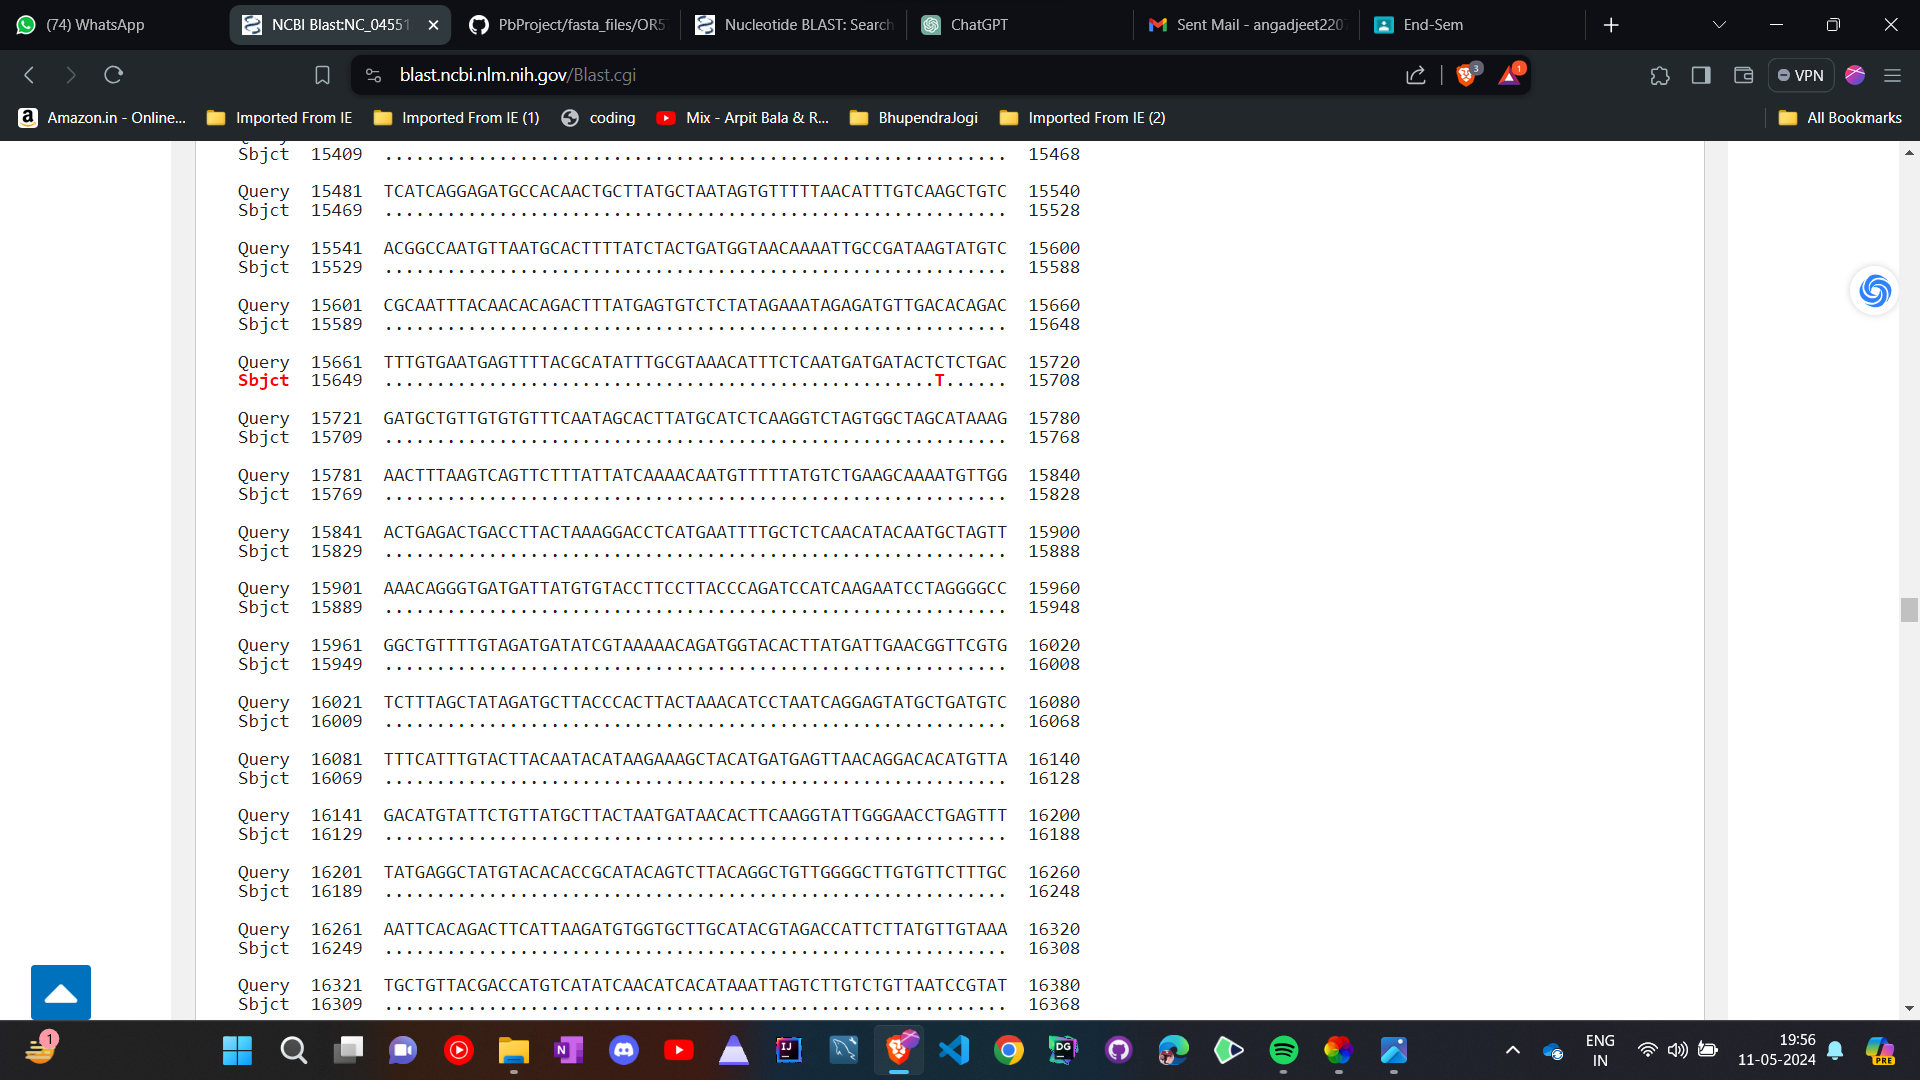 (74) WhatsApp
NCBI Blast:NC_04551
PbProject/fasta_files/OR5
Nucleotide BLAST: Search
ChatGPT
Sent Mail - angadjeet220
End-Sem
blast.ncbi.nlm.nih.gov/Blast.cgi
3
1
VPN
Amazon.in - Online...
Imported From IE
Imported From IE (1)
coding
Mix - Arpit Bala & R...
BhupendraJogi
Imported From IE (2)
All Bookmarks
Sbjct 15409 ............................................................ 15468
Query 15481 TCATCAGGAGATGCCACAACTGCTTATGCTAATAGTGTTTTTAACATTTGTCAAGCTGTC 15540
Sbjct 15469 ............................................................ 15528
Query 15541 ACGGCCAATGTTAATGCACTTTTATCTACTGATGGTAACAAAATTGCCGATAAGTATGTC 15600
Sbjct 15529 ............................................................ 15588
Query 15601 CGCAATTTACAACACAGACTTTATGAGTGTCTCTATAGAAATAGAGATGTTGACACAGAC 15660
Sbjct 15589 ............................................................ 15648
Query 15661 TTTGTGAATGAGTTTTACGCATATTTGCGTAAACATTTCTCAATGATGATACTCTCTGAC 15720
Sbjct 15649 .....................................................T...... 15708
Query 15721 GATGCTGTTGTGTGTTTCAATAGCACTTATGCATCTCAAGGTCTAGTGGCTAGCATAAAG 15780
Sbjct 15709 ............................................................ 15768
Query 15781 AACTTTAAGTCAGTTCTTTATTATCAAAACAATGTTTTTATGTCTGAAGCAAAATGTTGG 15840
Sbjct 15769 ............................................................ 15828
Query 15841 ACTGAGACTGACCTTACTAAAGGACCTCATGAATTTTGCTCTCAACATACAATGCTAGTT 15900
Sbjct 15829 ............................................................ 15888
Query 15901 AAACAGGGTGATGATTATGTGTACCTTCCTTACCCAGATCCATCAAGAATCCTAGGGGCC 15960
Sbjct 15889 ............................................................ 15948
Query 15961 GGCTGTTTTGTAGATGATATCGTAAAAACAGATGGTACACTTATGATTGAACGGTTCGTG 16020
Sbjct 15949 ............................................................ 16008
Query 16021 TCTTTAGCTATAGATGCTTACCCACTTACTAAACATCCTAATCAGGAGTATGCTGATGTC 16080
Sbjct 16009 ............................................................ 16068
Query 16081 TTTCATTTGTACTTACAATACATAAGAAAGCTACATGATGAGTTAACAGGACACATGTTA 16140
Sbjct 16069 ............................................................ 16128
Query 16141 GACATGTATTCTGTTATGCTTACTAATGATAACACTTCAAGGTATTGGGAACCTGAGTTT 16200
Sbjct 16129 ............................................................ 16188
Query 16201 TATGAGGCTATGTACACACCGCATACAGTCTTACAGGCTGTTGGGGCTTGTGTTCTTTGC 16260
Sbjct 16189 ............................................................ 16248
Query 16261 AATTCACAGACTTCATTAAGATGTGGTGCTTGCATACGTAGACCATTCTTATGTTGTAAA 16320
Sbjct 16249 ............................................................ 16308
Query 16321 TGCTGTTACGACCATGTCATATCAACATCACATAAATTAGTCTTGTCTGTTAATCCGTAT 16380
Sbjct 16309 ............................................................ 16368
1
ENG
IN
19:56
11-05-2024
PRE